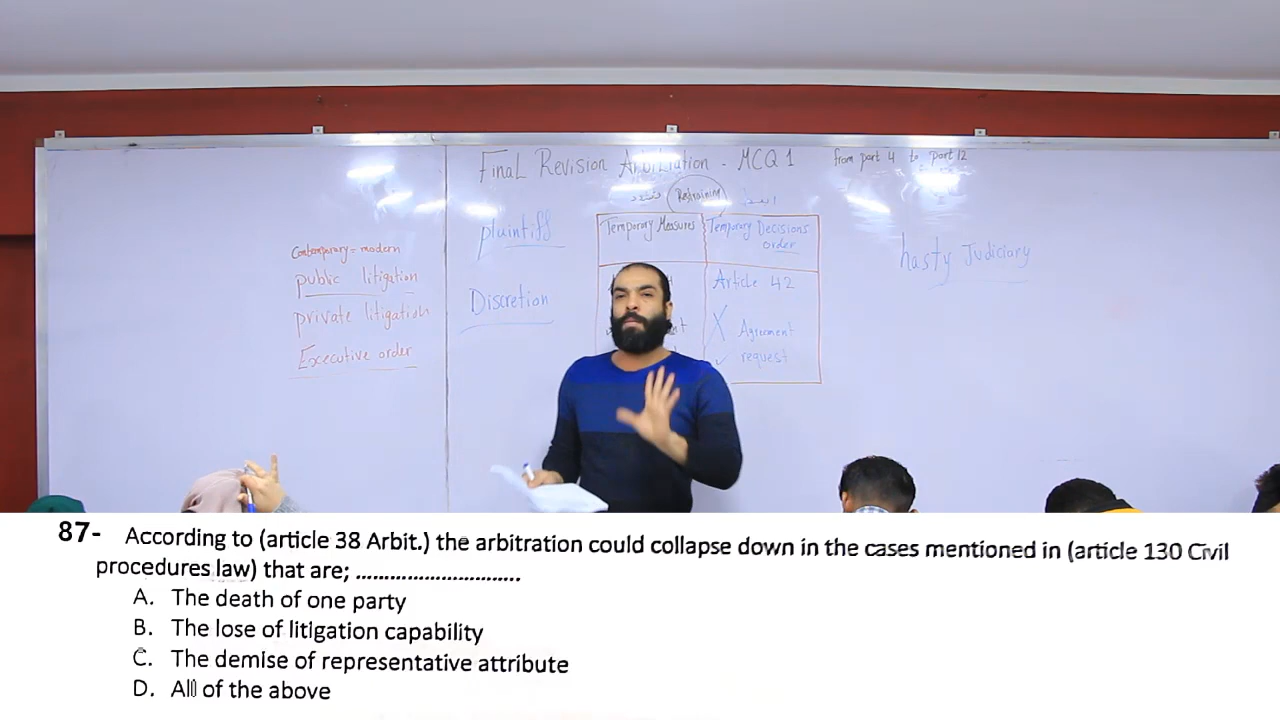 Final Revision Arbitration - MCQ 1
from part 4 to part 12
Restraining
plaintiff
Temporary Measures
Temporary Decisions
order
hasty Judiciary
Contemporary = modern
public litigation
private litigation
Executive order
Discretion
Article 42
X Agreement
✓ request
87- According to (article 38 Arbit.) the arbitration could collapse down in the cases mentioned in (article 130 Civil
procedures law) that are; ............................
A. The death of one party
B. The lose of litigation capability
C. The demise of representative attribute
D. All of the above